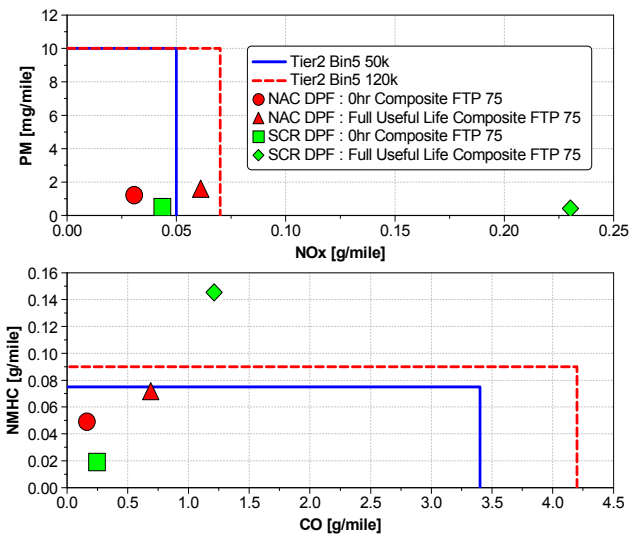 12
10
8
6
4
2
0
PM [mg/mile]
Tier2 Bin5 50k
Tier2 Bin5 120k
NAC DPF : 0hr Composite FTP 75
NAC DPF : Full Useful Life Composite FTP 75
SCR DPF : 0hr Composite FTP 75
SCR DPF : Full Useful Life Composite FTP 75
0.00 0.05 0.10 0.15 0.20 0.25
NOx [g/mile]
0.16
0.14
0.12
0.10
0.08
0.06
0.04
0.02
0.00
NMHC [g/mile]
0.0 0.5 1.0 1.5 2.0 2.5 3.0 3.5 4.0 4.5
CO [g/mile]